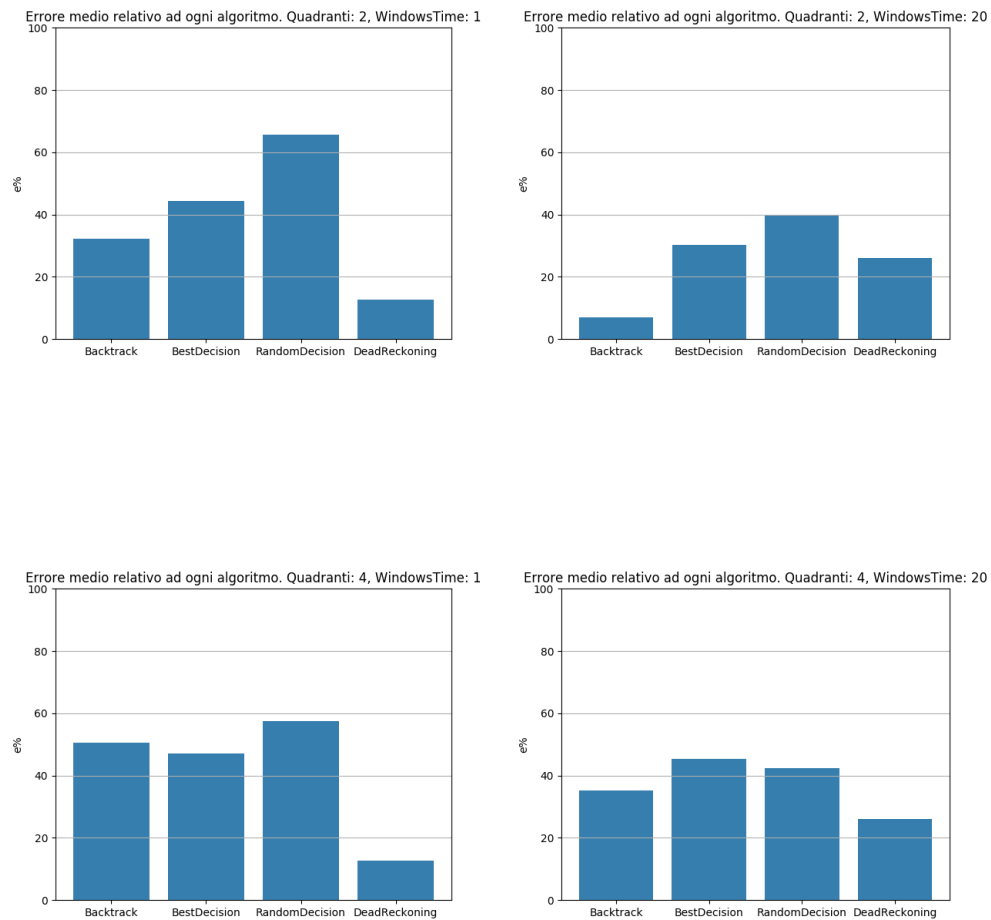 Errore medio relativo ad ogni algoritmo. Quadranti: 2, WindowsTime: 1
100
80
60
40
20
0
e%
Backtrack BestDecision RandomDecision DeadReckoning
Errore medio relativo ad ogni algoritmo. Quadranti: 2, WindowsTime: 20
100
80
60
40
20
0
e%
Backtrack BestDecision RandomDecision DeadReckoning
Errore medio relativo ad ogni algoritmo. Quadranti: 4, WindowsTime: 1
100
80
60
40
20
0
e%
Backtrack BestDecision RandomDecision DeadReckoning
Errore medio relativo ad ogni algoritmo. Quadranti: 4, WindowsTime: 20
100
80
60
40
20
0
e%
Backtrack BestDecision RandomDecision DeadReckoning